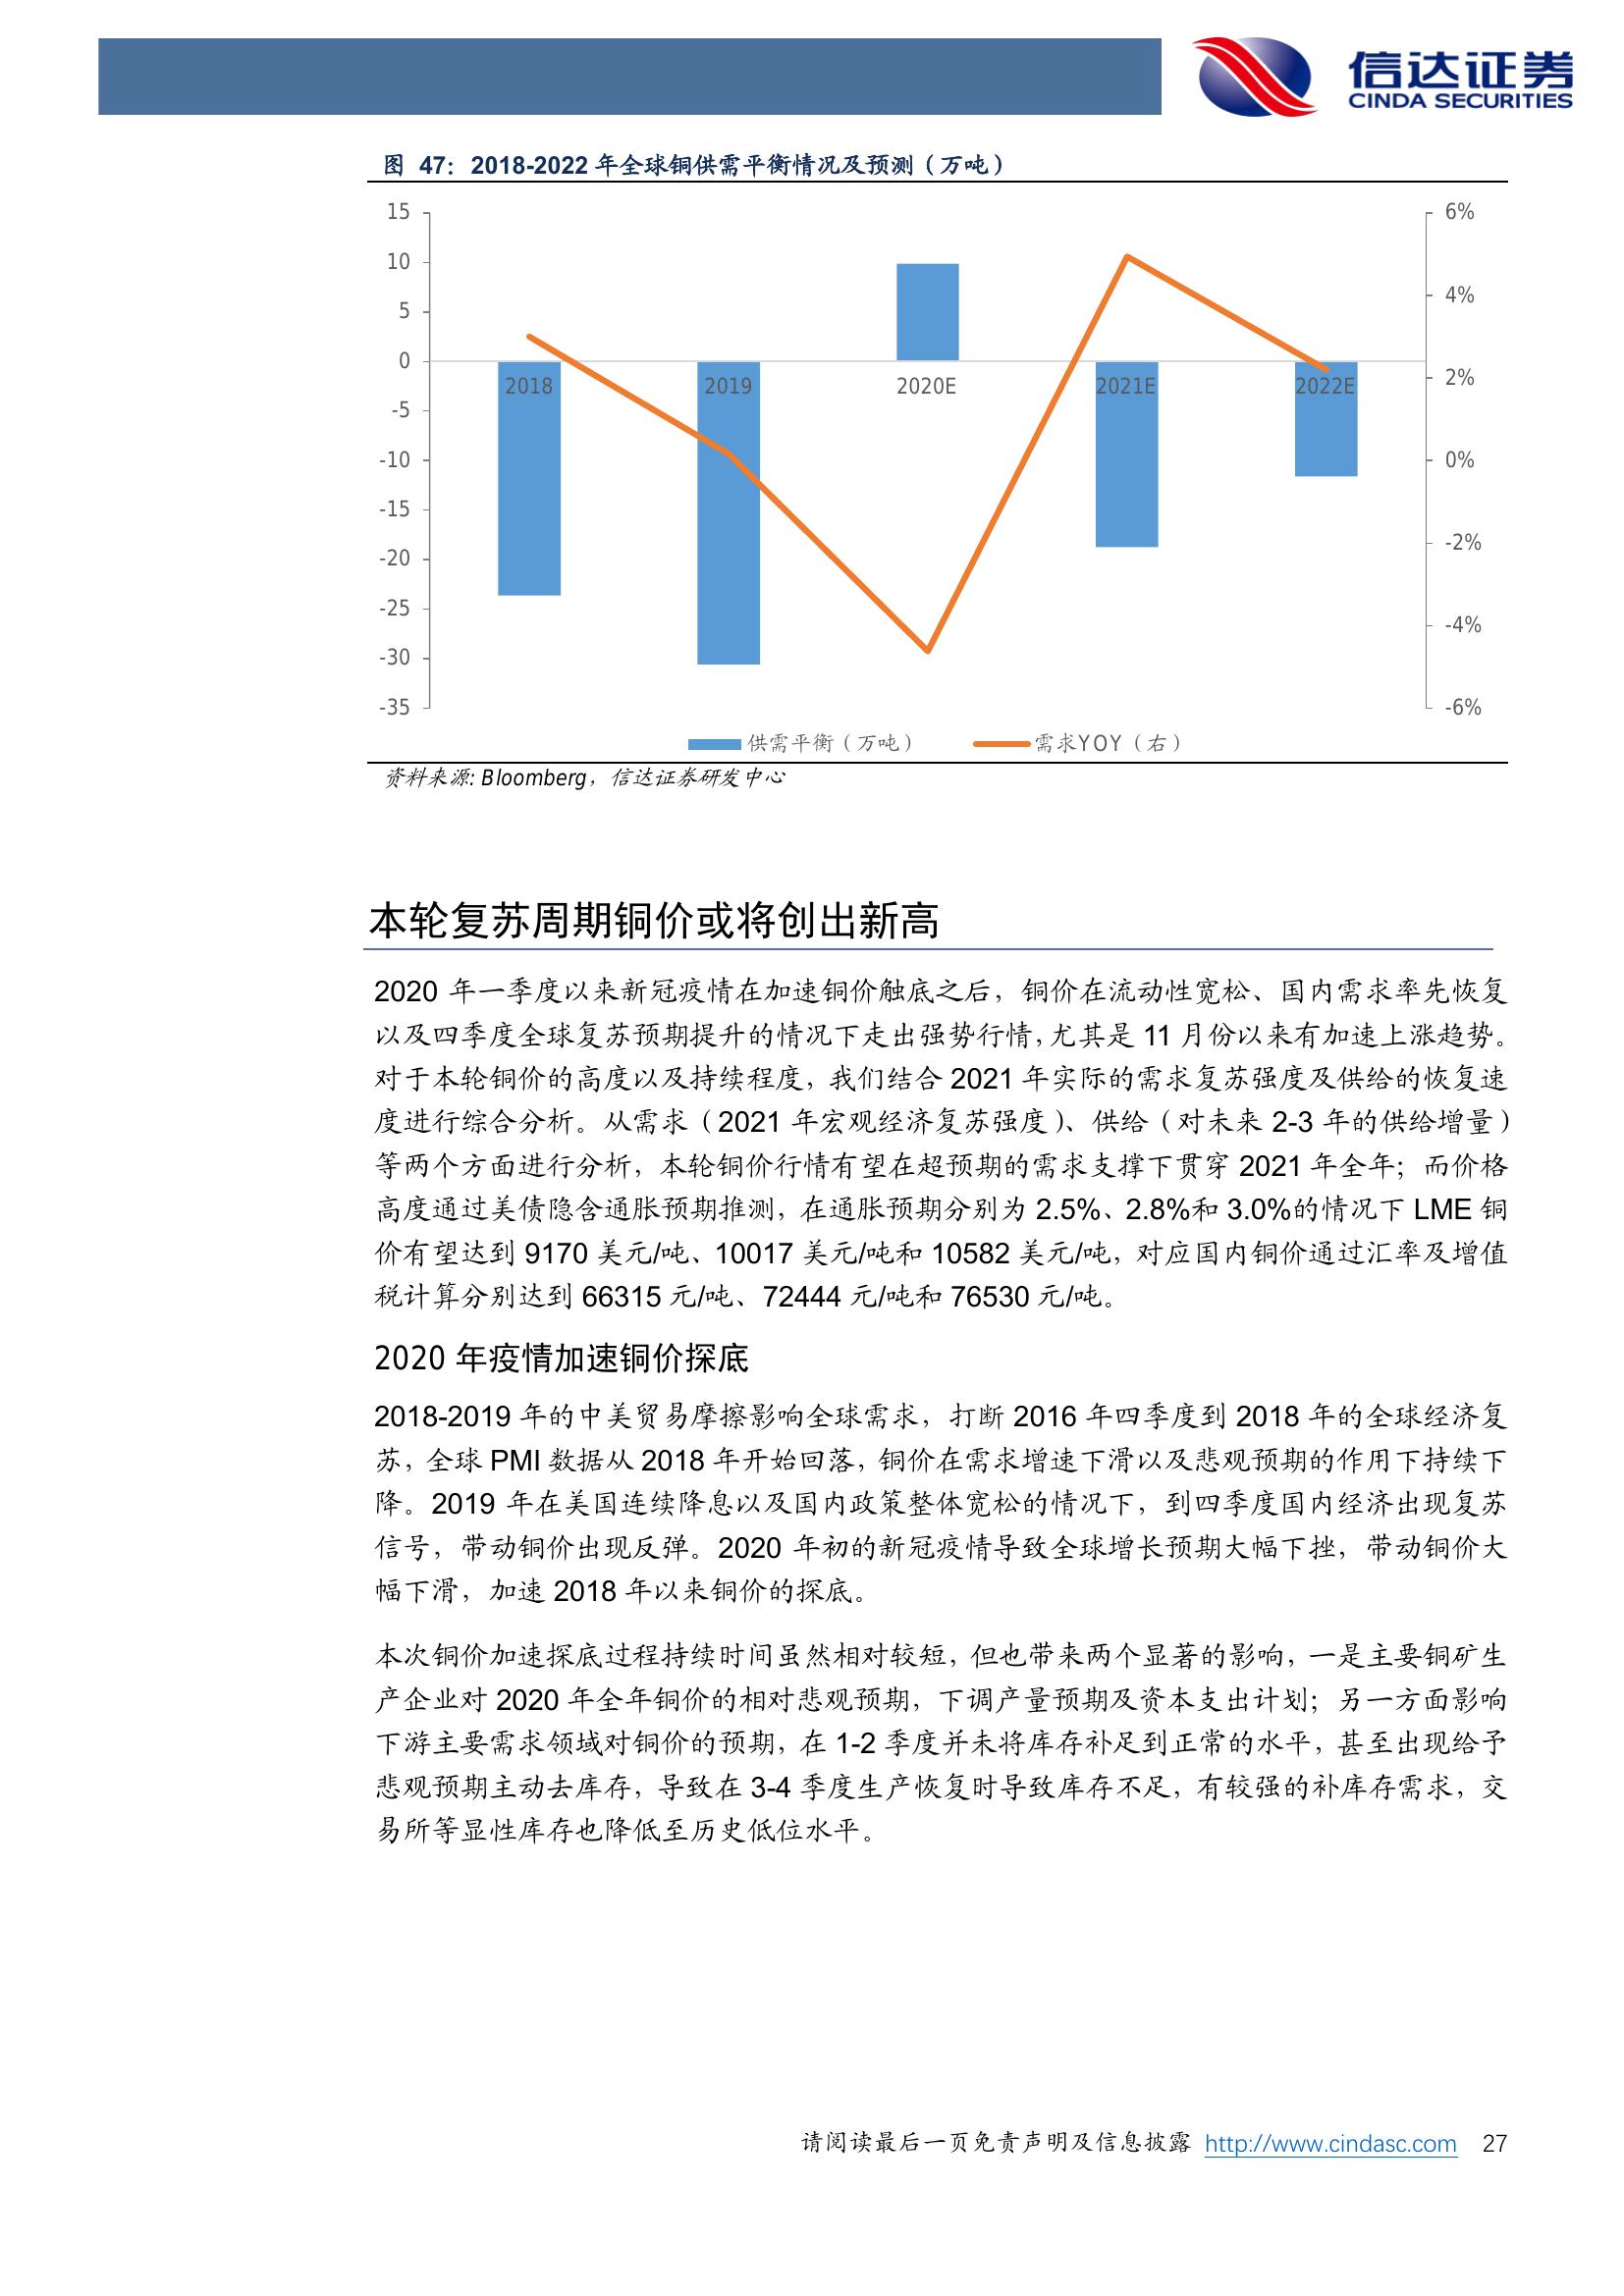 信达证券
CINDA SECURITIES
图 47：2018-2022 年全球铜供需平衡情况及预测（万吨）
15
10
5
0
-5
-10
-15
-20
-25
-30
-35
6%
4%
2%
0%
-2%
-4%
-6%
2018
2019
2020E
2021E
2022E
供需平衡（万吨）
需求YOY（右）
资料来源: Bloomberg，信达证券研发中心
本轮复苏周期铜价或将创出新高
2020 年一季度以来新冠疫情在加速铜价触底之后，铜价在流动性宽松、国内需求率先恢复
以及四季度全球复苏预期提升的情况下走出强势行情，尤其是 11 月份以来有加速上涨趋势。
对于本轮铜价的高度以及持续程度，我们结合 2021 年实际的需求复苏强度及供给的恢复速
度进行综合分析。从需求（2021 年宏观经济复苏强度）、供给（对未来 2-3 年的供给增量）
等两个方面进行分析，本轮铜价行情有望在超预期的需求支撑下贯穿 2021 年全年；而价格
高度通过美债隐含通胀预期推测，在通胀预期分别为 2.5%、2.8%和 3.0%的情况下 LME 铜
价有望达到 9170 美元/吨、10017 美元/吨和 10582 美元/吨，对应国内铜价通过汇率及增值
税计算分别达到 66315 元/吨、72444 元/吨和 76530 元/吨。
2020 年疫情加速铜价探底
2018-2019 年的中美贸易摩擦影响全球需求，打断 2016 年四季度到 2018 年的全球经济复
苏，全球 PMI 数据从 2018 年开始回落，铜价在需求增速下滑以及悲观预期的作用下持续下
降。2019 年在美国连续降息以及国内政策整体宽松的情况下，到四季度国内经济出现复苏
信号，带动铜价出现反弹。2020 年初的新冠疫情导致全球增长预期大幅下挫，带动铜价大
幅下滑，加速 2018 年以来铜价的探底。
本次铜价加速探底过程持续时间虽然相对较短，但也带来两个显著的影响，一是主要铜矿生
产企业对 2020 年全年铜价的相对悲观预期，下调产量预期及资本支出计划；另一方面影响
下游主要需求领域对铜价的预期，在 1-2 季度并未将库存补足到正常的水平，甚至出现给予
悲观预期主动去库存，导致在 3-4 季度生产恢复时导致库存不足，有较强的补库存需求，交
易所等显性库存也降低至历史低位水平。
请阅读最后一页免责声明及信息披露 http://www.cindasc.com 27